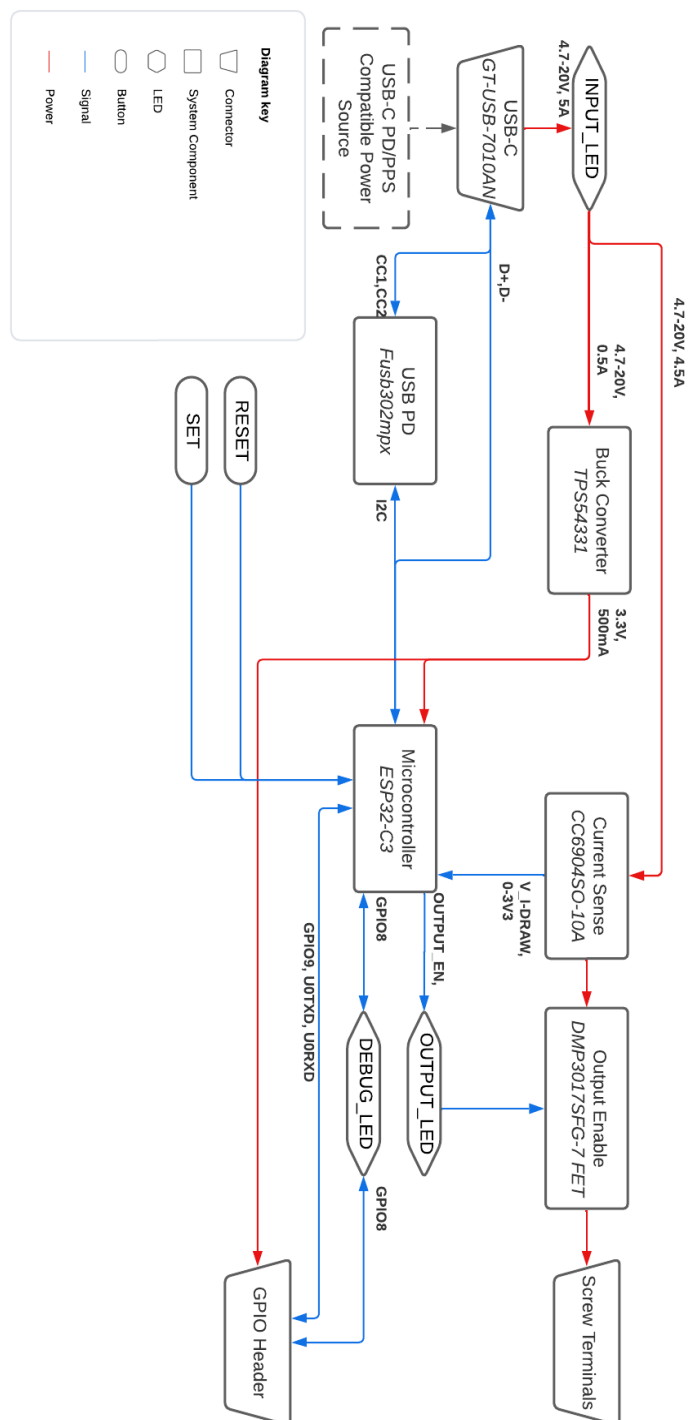 4.7-20V, 4.5A
INPUT_LED
4.7-20V, 5A
4.7-20V,
0.5A
Buck Converter
TPS54331
3.3V,
500mA
Current Sense
CC6904SO-10A
Output Enable
DMP3017SFG-7 FET
Screw Terminals
USB-C
GT-USB-7010AN
D+,D-
V_I-DRAW,
0-3V3
USB-C PD/PPS
Compatible Power
Source
CC1,CC2
USB PD
Fusb302mpx
I2C
Microcontroller
ESP32-C3
OUTPUT_EN,
OUTPUT_LED
GPIO8
DEBUG_LED
GPIO8
GPIO9, U0TXD, U0RXD
GPIO Header
RESET
SET
Diagram key
Connector
System Component
LED
Button
Signal
Power